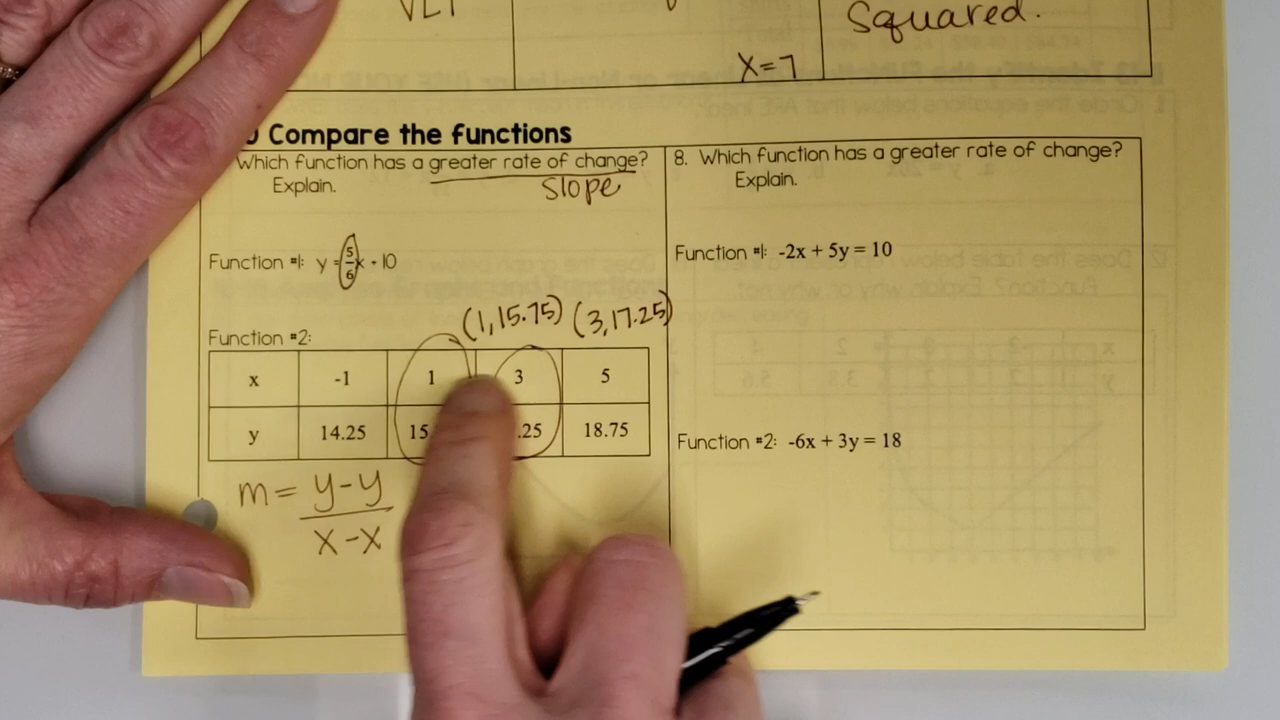 VLT
Squared.
X=7
Compare the functions
Which function has a greater rate of change?
Explain.
slope
Function #1: y = 5/6 x + 10
(1,15.75) (3,17.25)
Function #2:
x -1 1 3 5
y 14.25 15 .25 18.75
m = y-y
x-x
8. Which function has a greater rate of change?
Explain.
Function #1: -2x + 5y = 10
Function #2: -6x + 3y = 18